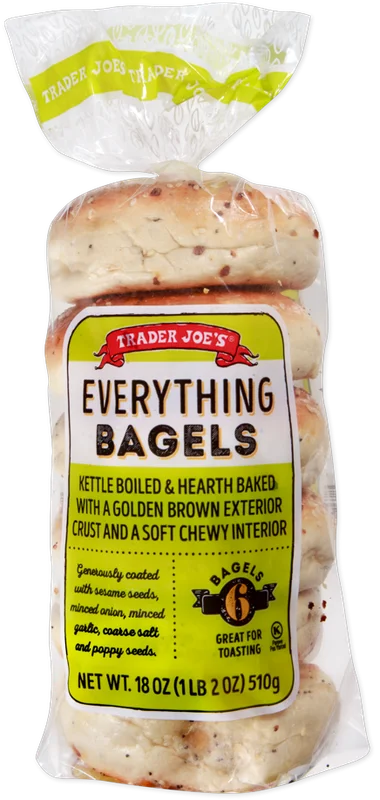 TRADER JOE'S TRADER JO
TRADER JOE'S®
EVERYTHING
BAGELS
KETTLE BOILED & HEARTH BAKED
WITH A GOLDEN BROWN EXTERIOR
CRUST AND A SOFT CHEWY INTERIOR
Generously coated
with sesame seeds,
minced onion, minced
garlic, coarse salt
and poppy seeds.
BAGELS
6
GREAT FOR
TOASTING
K
NET WT. 18 OZ (1 LB 2 OZ) 510g